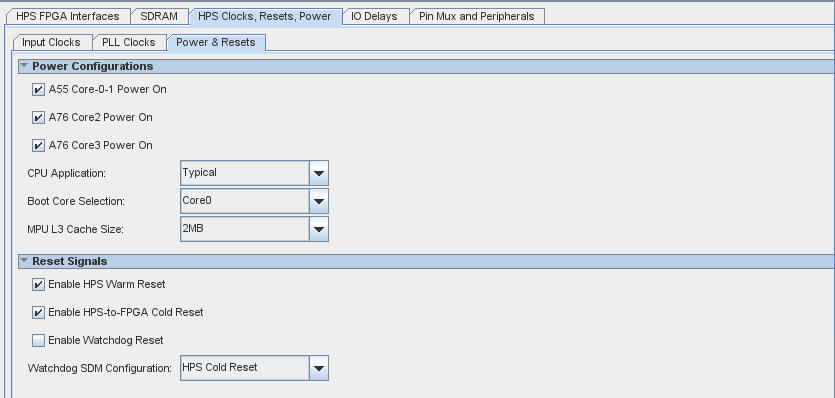 HPS FPGA Interfaces SDRAM HPS Clocks, Resets, Power IO Delays Pin Mux and Peripherals
Input Clocks PLL Clocks Power & Resets
Power Configurations
A55 Core-0-1 Power On
A76 Core2 Power On
A76 Core3 Power On
CPU Application: Typical
Boot Core Selection: Core0
MPU L3 Cache Size: 2MB
Reset Signals
Enable HPS Warm Reset
Enable HPS-to-FPGA Cold Reset
Enable Watchdog Reset
Watchdog SDM Configuration: HPS Cold Reset